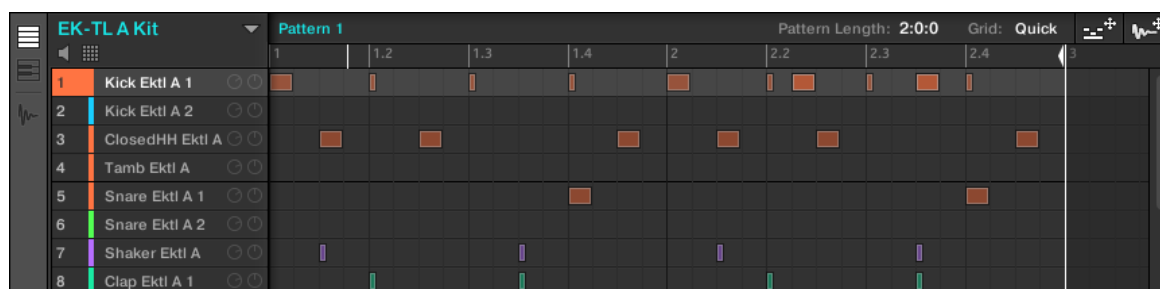 EK-TL A Kit Pattern 1 Pattern Length: 2:0:0 Grid: Quick
1 1.2 1.3 1.4 2 2.2 2.3 2.4 3
1 Kick Ektl A 1
2 Kick Ektl A 2
3 ClosedHH Ektl A
4 Tamb Ektl A
5 Snare Ektl A 1
6 Snare Ektl A 2
7 Shaker Ektl A
8 Clap Ektl A 1